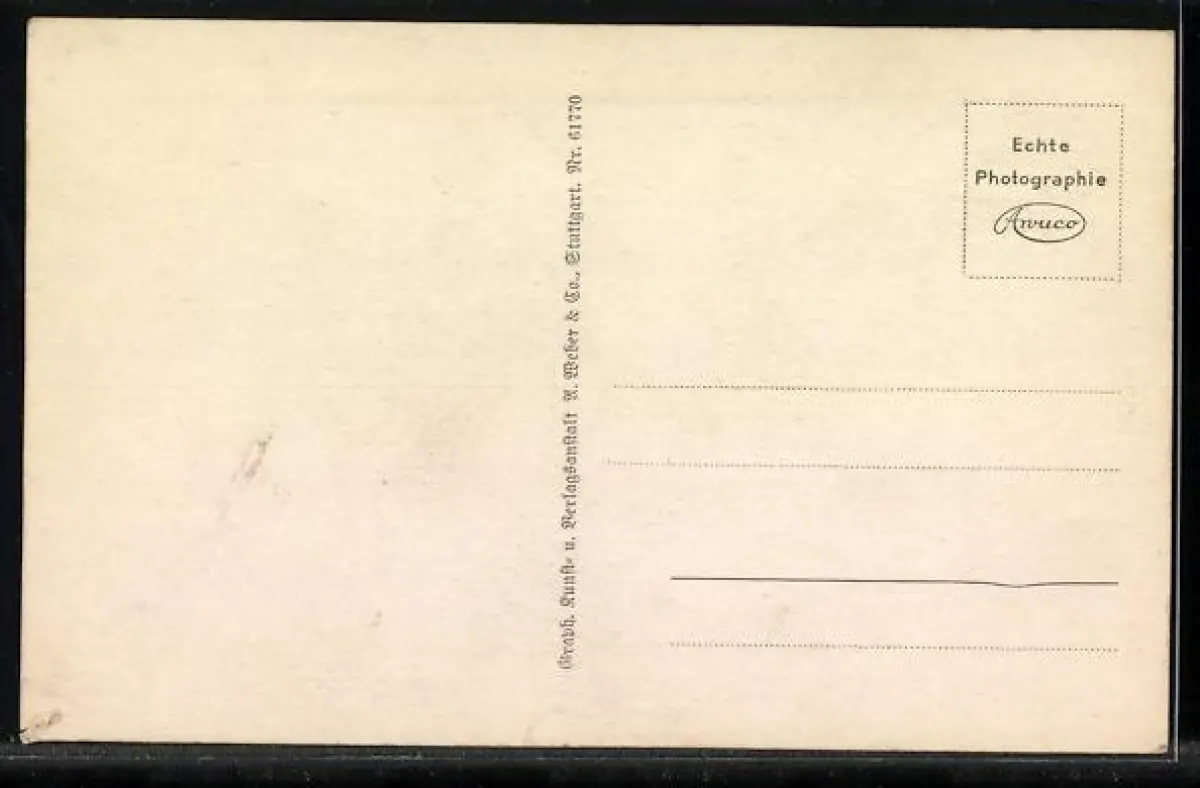 Graph. Kunst- u. Verlagsanstalt A. Weber & Co., Stuttgart. Nr. 61770
Echte
Photographie
Awuco